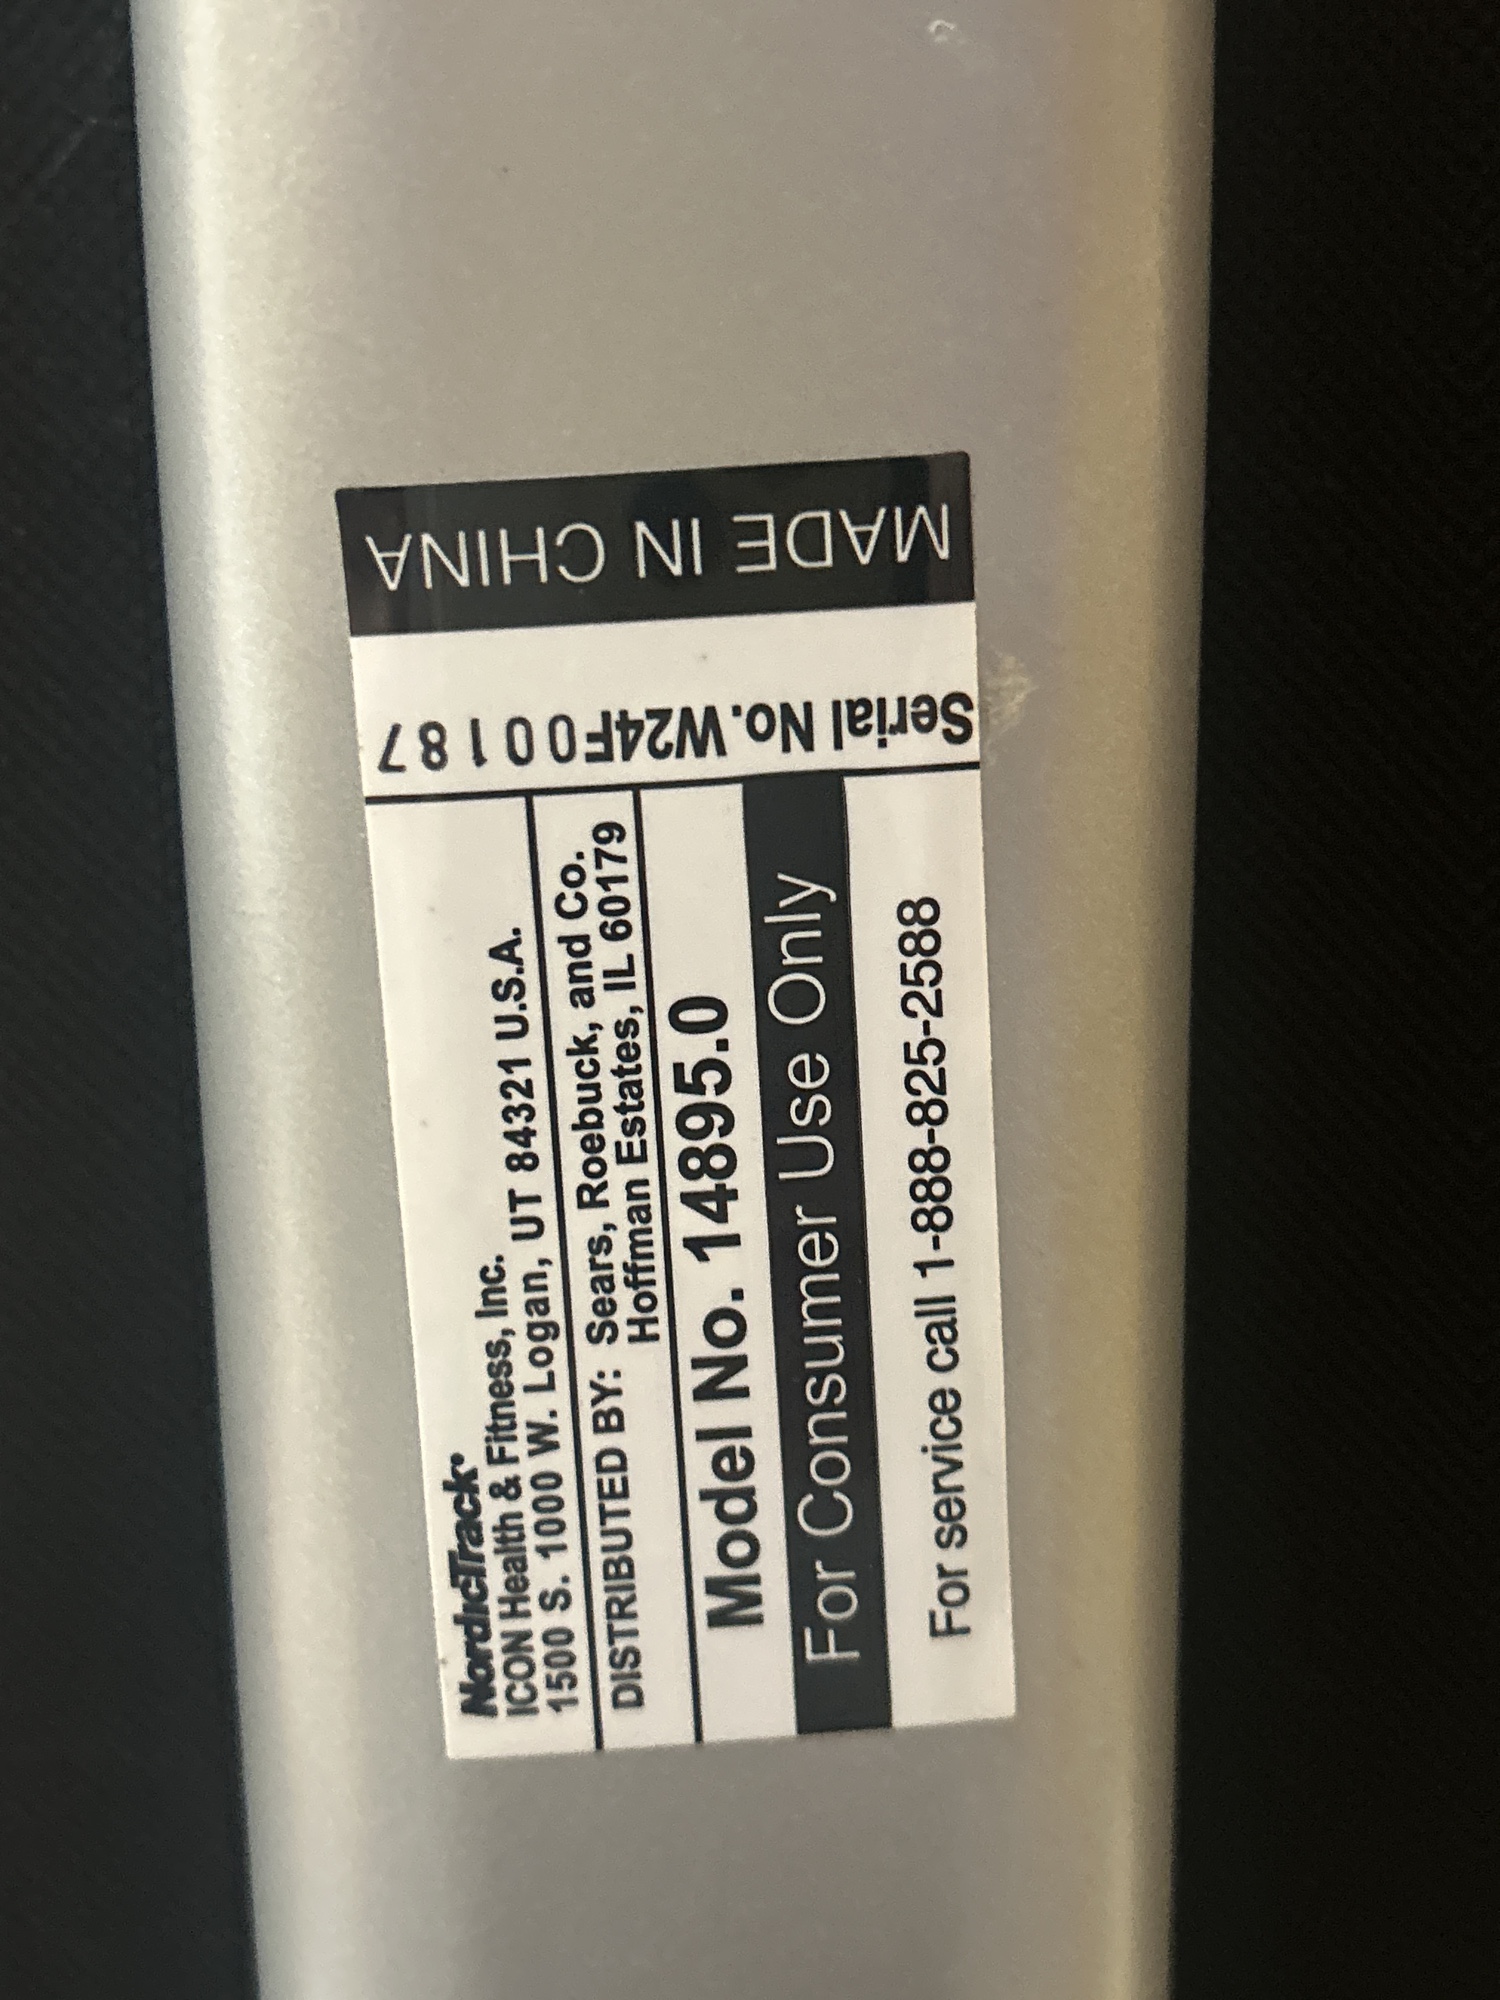 NordicTrack®
ICON Health & Fitness, Inc.
1500 S. 1000 W. Logan, UT 84321 U.S.A.
DISTRIBUTED BY: Sears, Roebuck, and Co.
Hoffman Estates, IL 60179
Model No. 14895.0
For Consumer Use Only
For service call 1-888-825-2588
Serial No. W24F00187
MADE IN CHINA